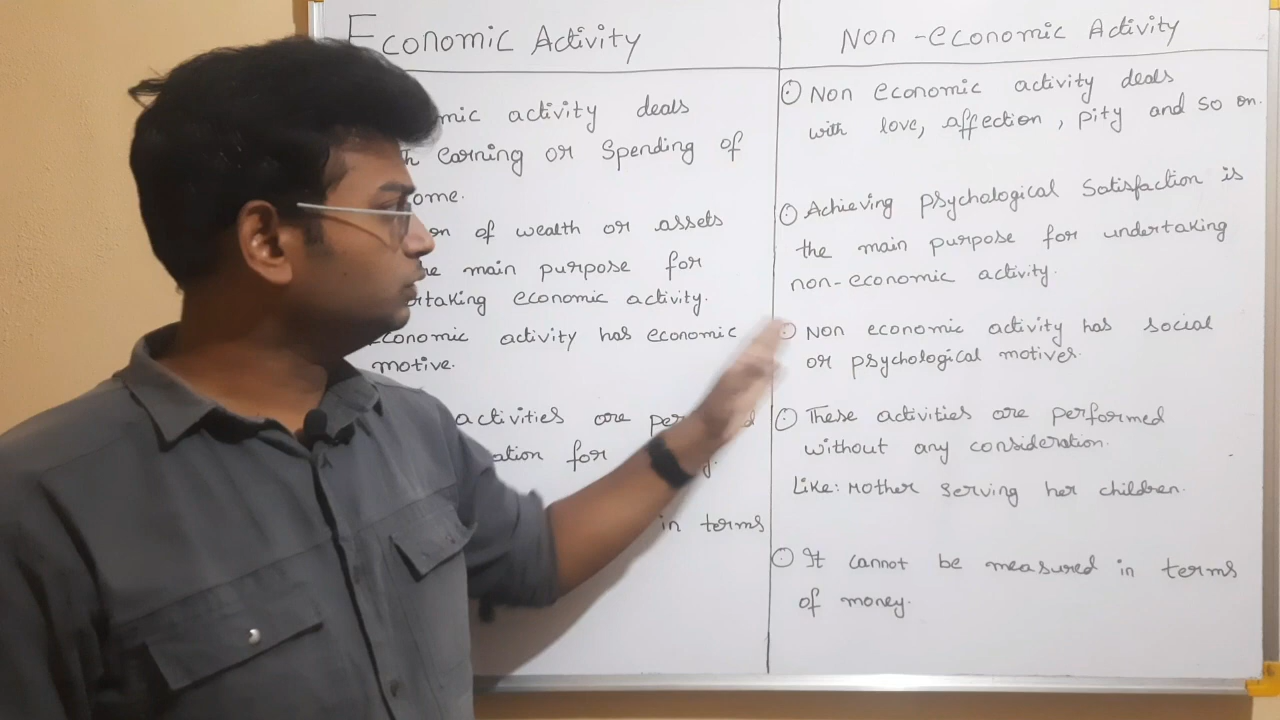 Economic Activity
mic activity deals
earning or Spending of
ome.
on of wealth or assets
he main purpose for
rtaking economic activity.
economic activity has economic
motive.
activities are per d
ation for
in terms
Non-economic Activity
Non economic activity deals
with love, affection, pity and so on.
Achieving psychological Satisfaction is
the main purpose for undertaking
non-economic activity.
Non economic activity has social
or psychological motives.
These activities are performed
without any consideration.
Like: Mother serving her children.
It cannot be measured in terms
of money.